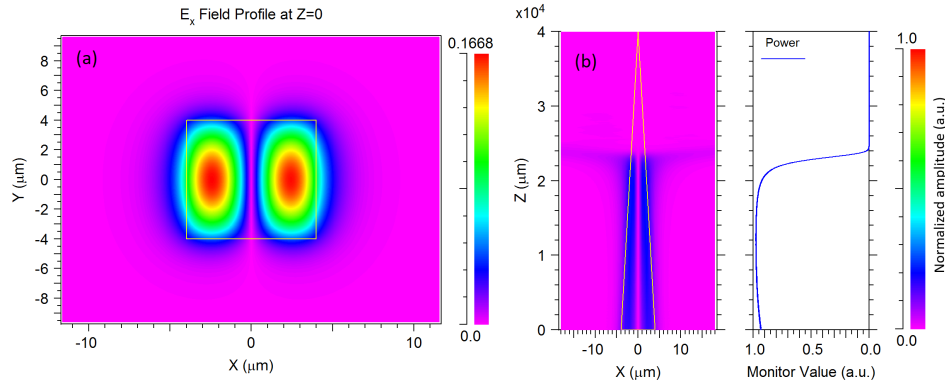 Eₓ Field Profile at Z=0
(a)
0.1668
8
6
4
2
0
-2
-4
-6
-8
Y (μm)
-10
0
10
X (μm)
0.0
x10⁴
(b)
4
3
2
1
0
Z (μm)
-10
0
10
X (μm)
Power
1.0
0.5
0.0
Monitor Value (a.u.)
1.0
Normalized amplitude (a.u.)
0.0